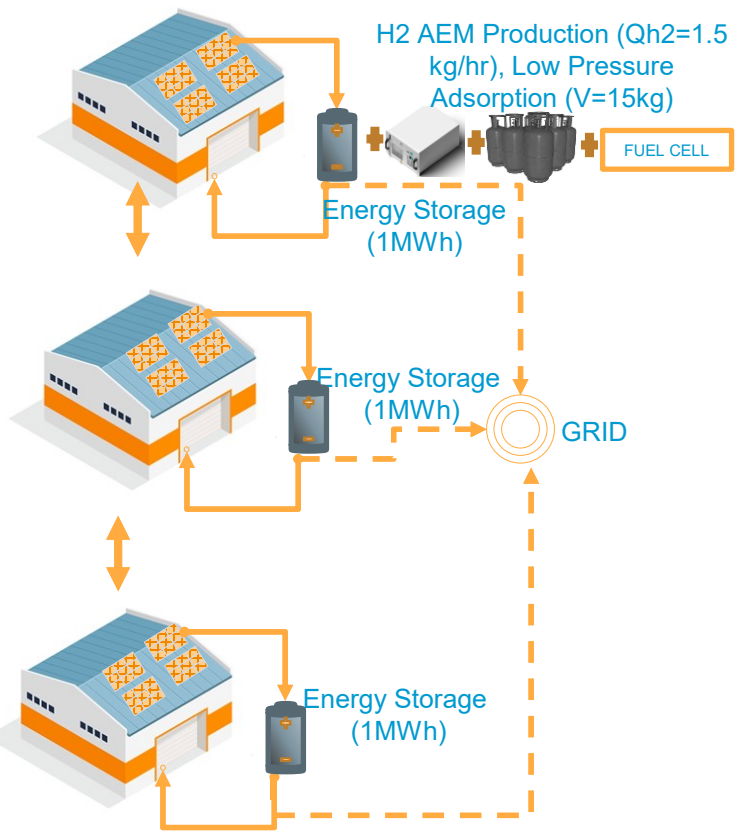 H2 AEM Production (Qh2=1.5
kg/hr), Low Pressure
Adsorption (V=15kg)
FUEL CELL
Energy Storage
(1MWh)
Energy Storage
(1MWh)
GRID
Energy Storage
(1MWh)